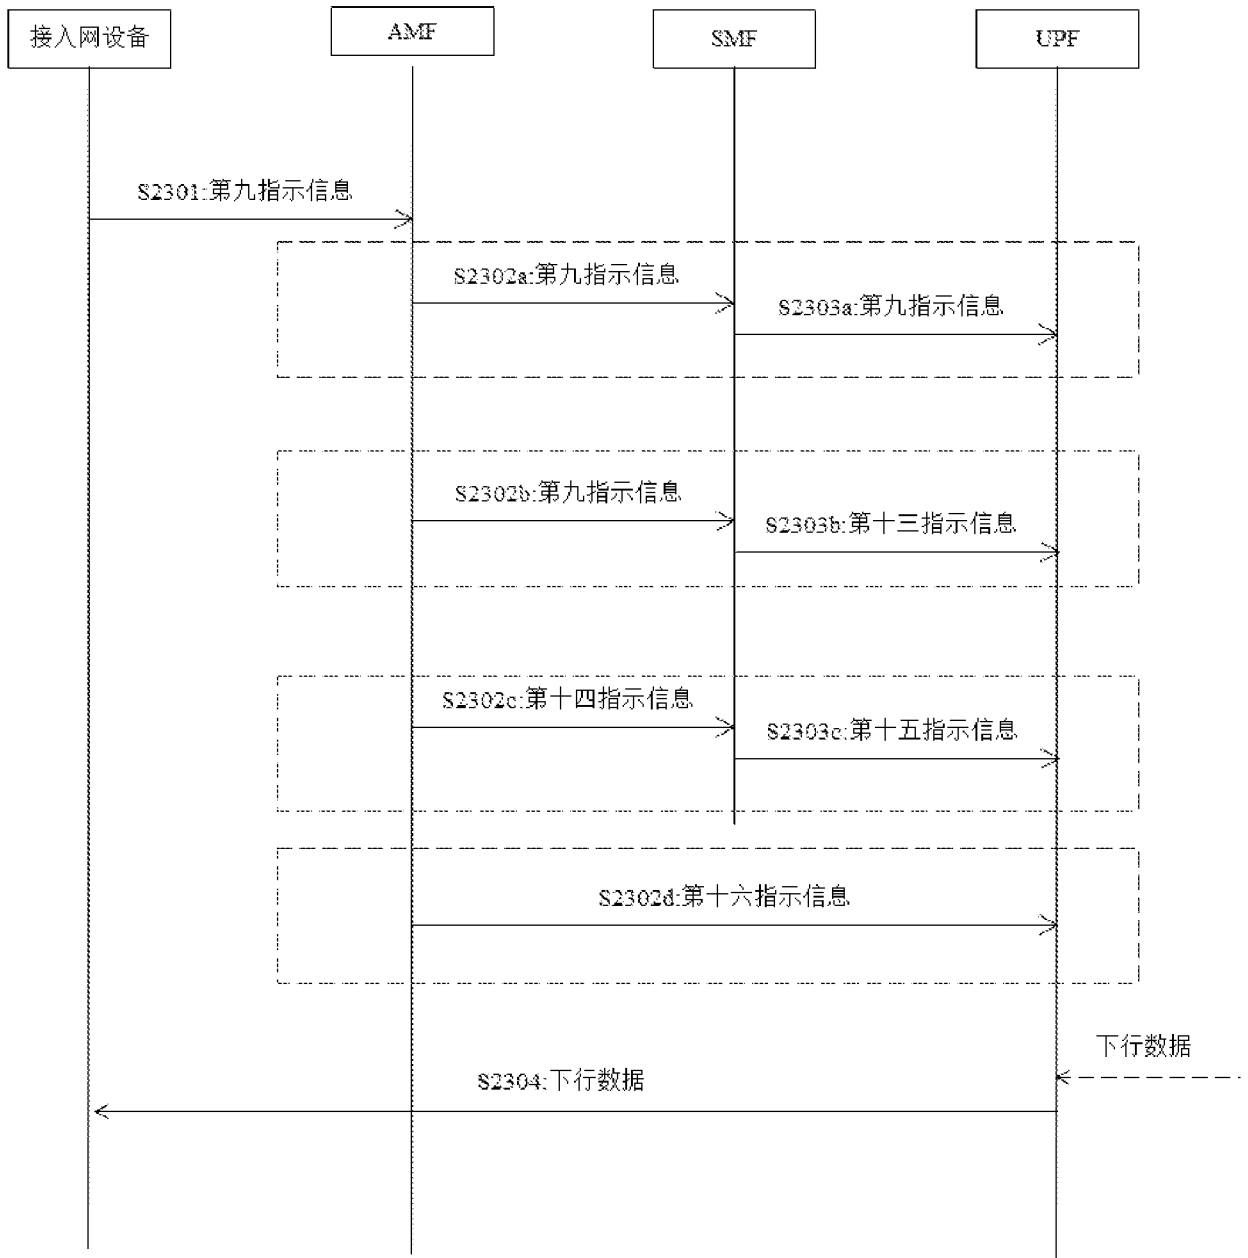 接入网设备
AMF
SMF
UPF
S2301:第九指示信息
S2302a:第九指示信息
S2303a:第九指示信息
S2302b:第九指示信息
S2303b:第十三指示信息
S2302c:第十四指示信息
S2303c:第十五指示信息
S2302d:第十六指示信息
下行数据
S2304:下行数据